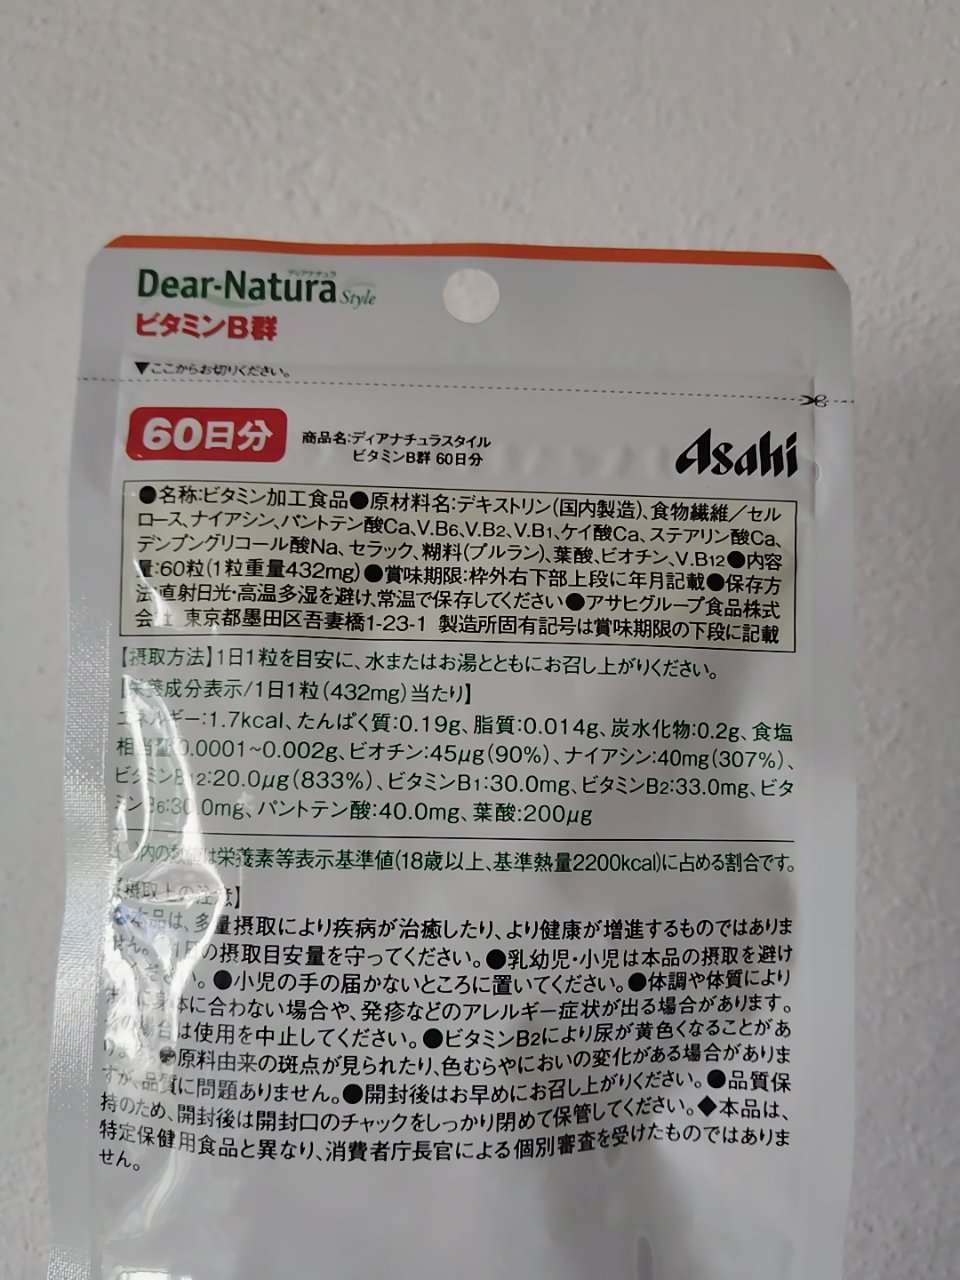 ディアナチュラ
Dear-Natura Style
ビタミンB群
▼ここからお切りください。
60日分
商品名:ディアナチュラスタイル
ビタミンB群 60日分
Asahi
●名称:ビタミン加工食品●原材料名:デキストリン(国内製造)、食物繊維/セル
ロース、ナイアシン、パントテン酸Ca、V.B6、V.B2、V.B1、ケイ酸Ca、ステアリン酸Ca、
デンプングリコール酸Na、セラック、糊料(プルラン)、葉酸、ビオチン、V.B12●内容
量:60粒(1粒重量432mg)●賞味期限:枠外右下部上段に年月記載●保存方
法:直射日光・高温多湿を避け、常温で保存してください●アサヒグループ食品株式
会社 東京都墨田区吾妻橋1-23-1 製造所固有記号は賞味期限の下段に記載
【摂取方法】1日1粒を目安に、水またはお湯とともにお召し上がりください。
【栄養成分表示/1日1粒(432mg)当たり】
エネルギー:1.7kcal、たんぱく質:0.19g、脂質:0.014g、炭水化物:0.2g、食塩
相当量:0.0001~0.002g、ビオチン:45μg(90%)、ナイアシン:40mg(307%)、
ビタミンB12:20.0μg(833%)、ビタミンB1:30.0mg、ビタミンB2:33.0mg、ビタ
ミンB6:30.0mg、パントテン酸:40.0mg、葉酸:200μg
内の数値は栄養素等表示基準値(18歳以上、基準熱量2200kcal)に占める割合です。
【摂取上の注意】
●本品は、多量摂取により疾病が治癒したり、より健康が増進するものではありま
せん。1日の摂取目安量を守ってください。●乳幼児・小児は本品の摂取を避け
ください。●小児の手の届かないところに置いてください。●体調や体質により
身体に合わない場合や、発疹などのアレルギー症状が出る場合があります。
その場合は使用を中止してください。●ビタミンB2により尿が黄色くなることがあ
ります。●原料由来の斑点が見られたり、色むらやにおいの変化がある場合がありま
すが、品質に問題ありません。●開封後はお早めにお召し上がりください。●品質保
持のため、開封後は開封口のチャックをしっかり閉めて保管してください。◆本品は、
特定保健用食品と異なり、消費者庁長官による個別審査を受けたものではありま
せん。